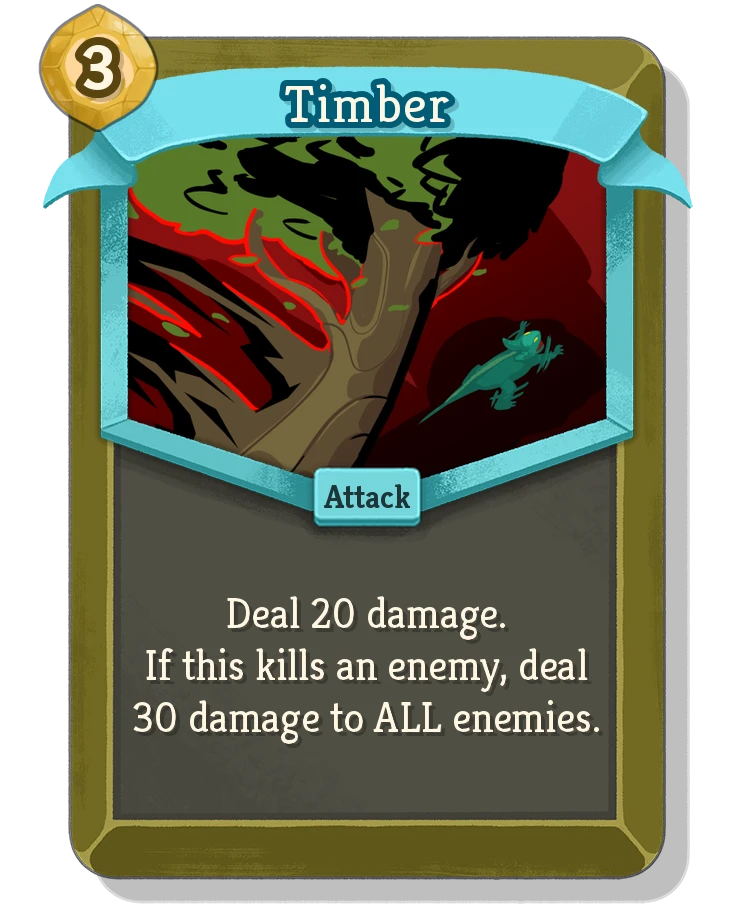 3
Timber
Attack
Deal 20 damage.
If this kills an enemy, deal
30 damage to ALL enemies.